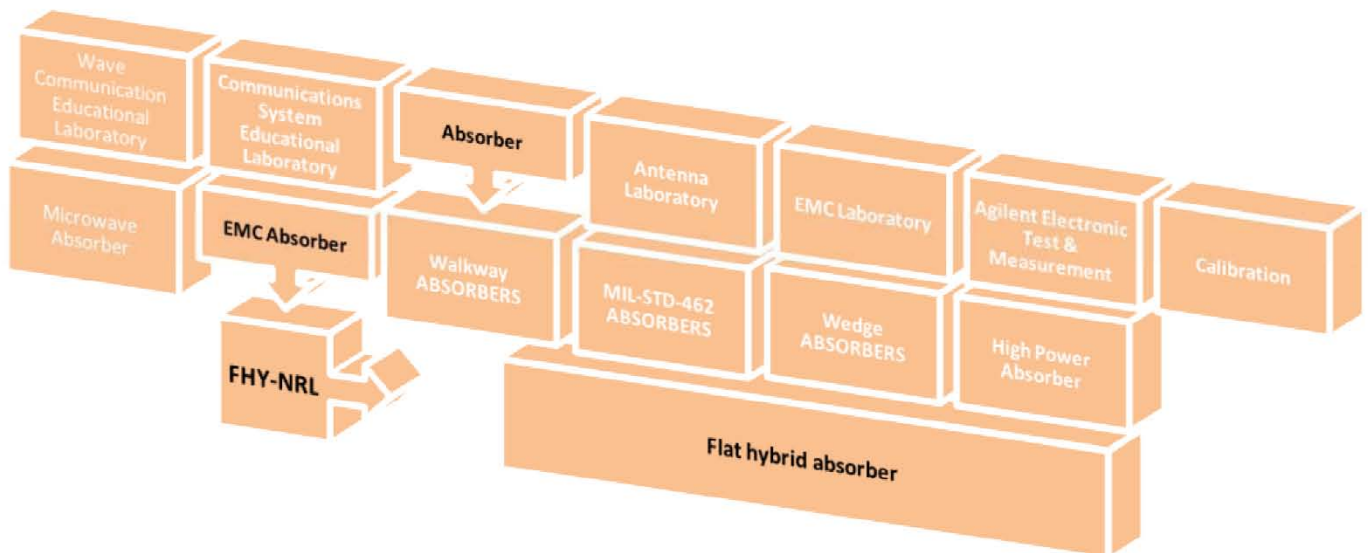 Wave
Communication
Educational
Laboratory
Communications
System
Educational
Laboratory
Absorber
Antenna
Laboratory
EMC Laboratory
Agilent Electronic
Test &
Measurement
Calibration
Microwave
Absorber
EMC Absorber
Walkway
ABSORBERS
MIL-STD-462
ABSORBERS
Wedge
ABSORBERS
High Power
Absorber
FHY-NRL
Flat hybrid absorber